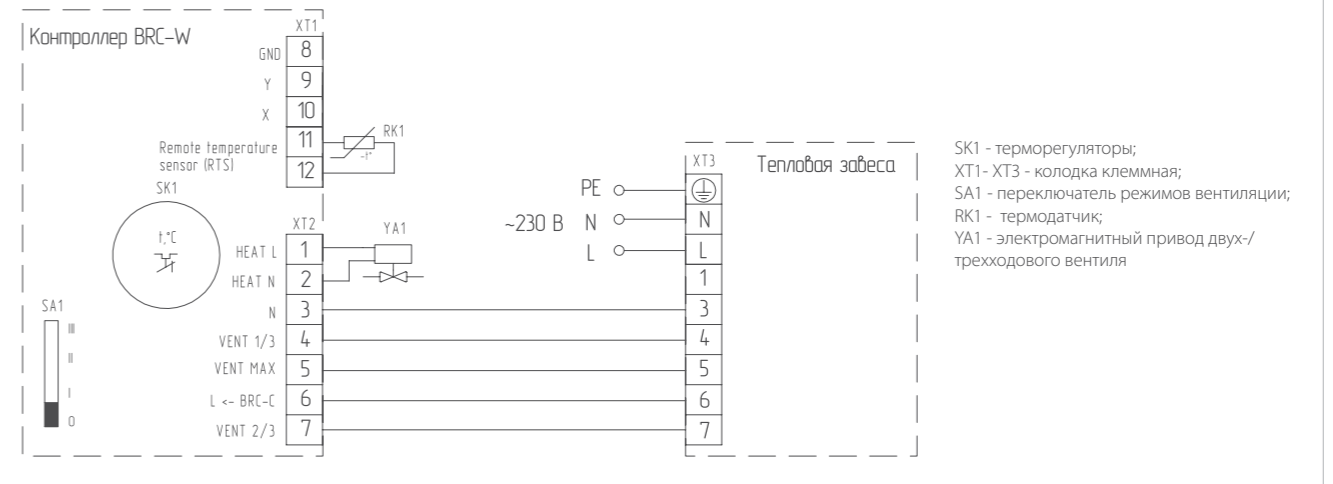 Контроллер BRC-W
XT1
GND 8
Y 9
X 10
Remote temperature
sensor (RTS)
11
12
RK1
-t°
SK1
t,°C
XT2
HEAT L 1
HEAT N 2
N 3
VENT 1/3 4
VENT MAX 5
L <- BRC-C 6
VENT 2/3 7
YA1
SA1
III
II
I
0
~230 В
PE
N
L
XT3
Тепловая завеса
N
L
1
3
4
5
6
7
SK1 - терморегуляторы;
XT1- XT3 - колодка клеммная;
SA1 - переключатель режимов вентиляции;
RK1 - термодатчик;
YA1 - электромагнитный привод двух-/
трехходового вентиля